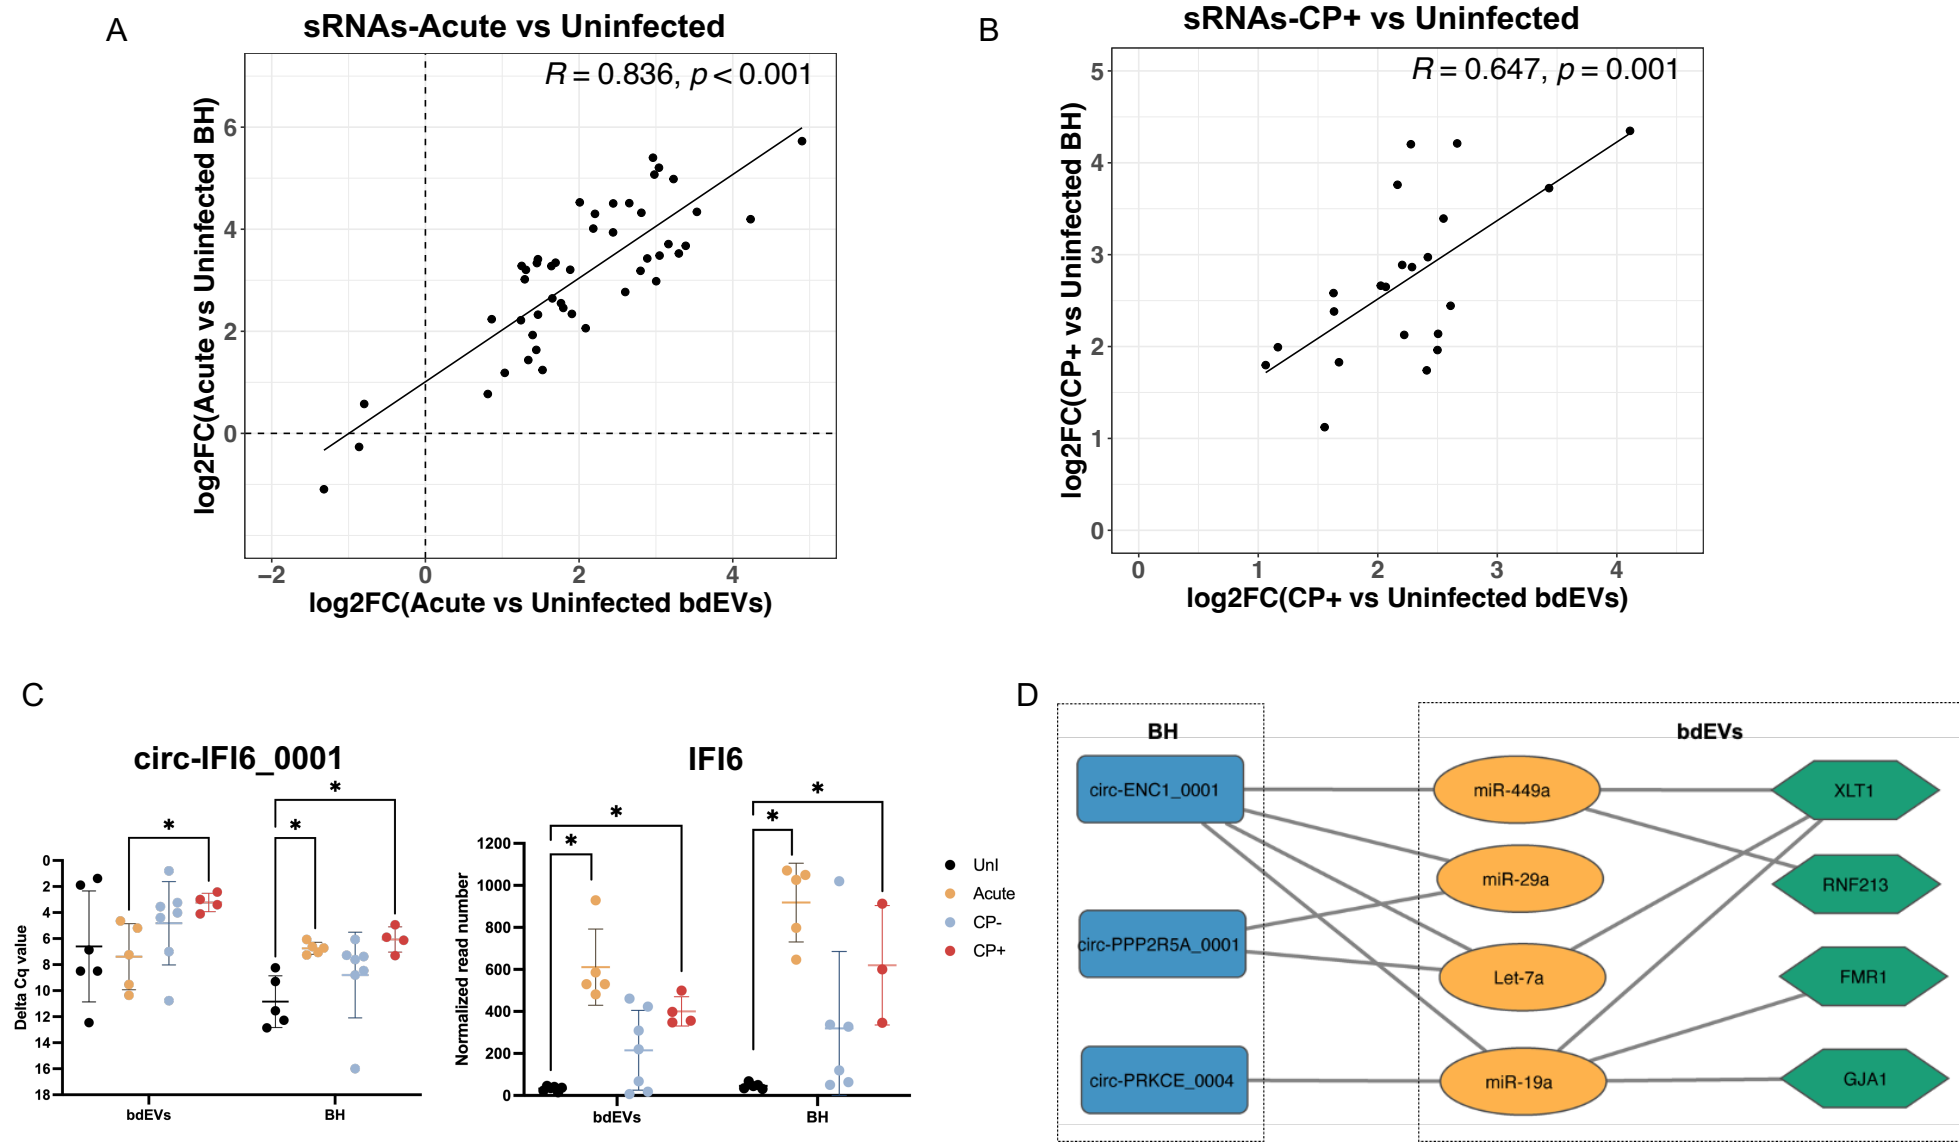 A
sRNAs-Acute vs Uninfected
R = 0.836, p < 0.001
log2FC(Acute vs Uninfected BH)
6
4
2
0
−2
0
2
4
log2FC(Acute vs Uninfected bdEVs)
B
sRNAs-CP+ vs Uninfected
R = 0.647, p = 0.001
log2FC(CP+ vs Uninfected BH)
5
4
3
2
1
0
0
1
2
3
4
log2FC(CP+ vs Uninfected bdEVs)
C
circ-IFI6_0001
*
*
*
Delta Cq value
0
2
4
6
8
10
12
14
16
18
bdEVs
BH
IFI6
*
*
*
*
Normalized read number
1200
1000
800
600
400
200
0
bdEVs
BH
UnI
Acute
CP-
CP+
D
BH
bdEVs
circ-ENC1_0001
miR-449a
XLT1
miR-29a
RNF213
circ-PPP2R5A_0001
Let-7a
FMR1
circ-PRKCE_0004
miR-19a
GJA1